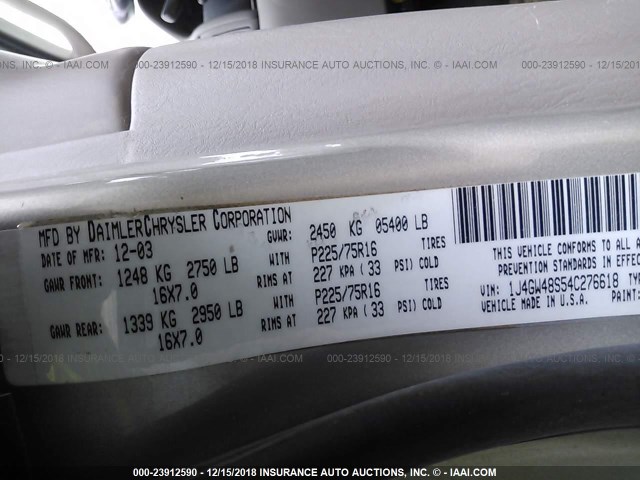 000-23912590 - 12/15/2018 INSURANCE AUTO AUCTIONS, INC. © - IAAI.COM
MFD BY DAIMLERCHRYSLER CORPORATION
DATE OF MFR: 12-03 GVWR: 2450 KG 05400 LB
GAWR FRONT: 1248 KG 2750 LB WITH P225/75R16 TIRES
16X7.0 RIMS AT 227 KPA ( 33 PSI) COLD
GAWR REAR: 1339 KG 2950 LB WITH P225/75R16 TIRES
16X7.0 RIMS AT 227 KPA ( 33 PSI) COLD
THIS VEHICLE CONFORMS TO
PREVENTION STANDARDS IN EFFEC
VIN: 1J4GW48S54C276618 TYPE
VEHICLE MADE IN U.S.A. PAINT:
000-23912590 - 12/15/2018 INSURANCE AUTO AUCTIONS, INC. © - IAAI.COM
000-23912590 - 12/15/2018 INSURANCE AUTO AUCTIONS, INC. © - IAAI.COM